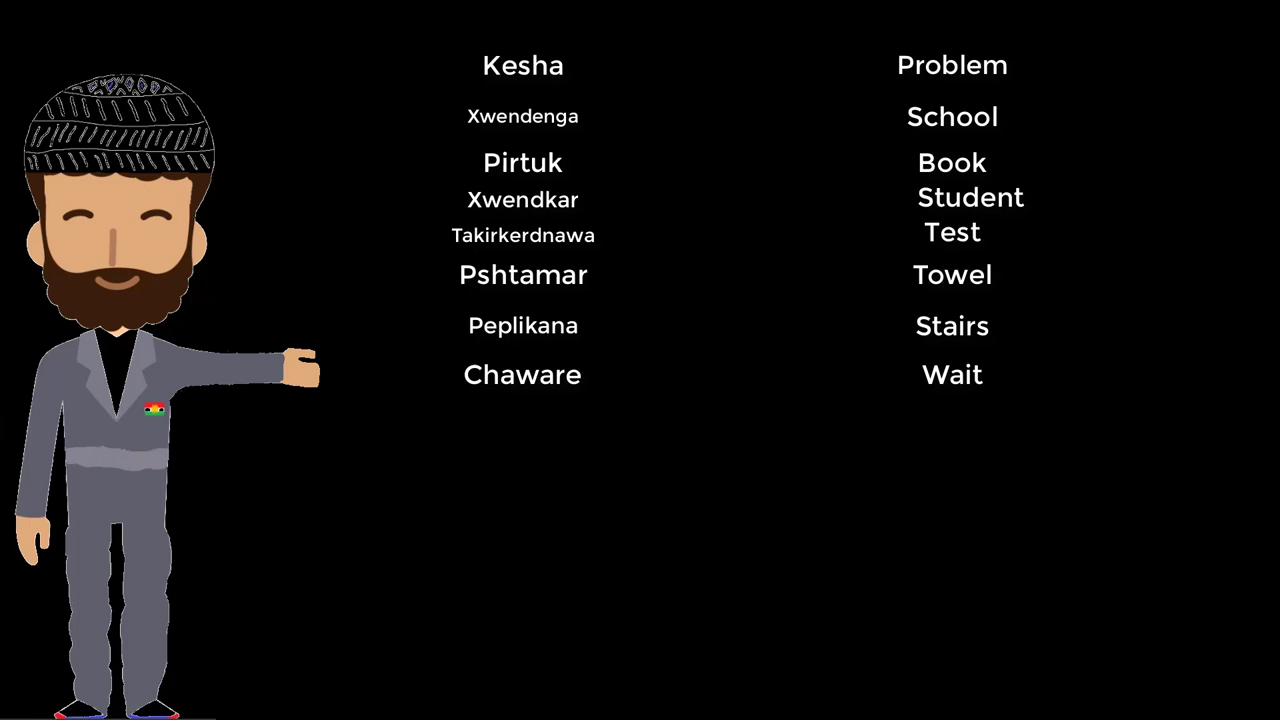 Kesha Problem
Xwendenga School
Pirtuk Book
Xwendkar Student
Takirkerdnawa Test
Pshtamar Towel
Peplikana Stairs
Chaware Wait